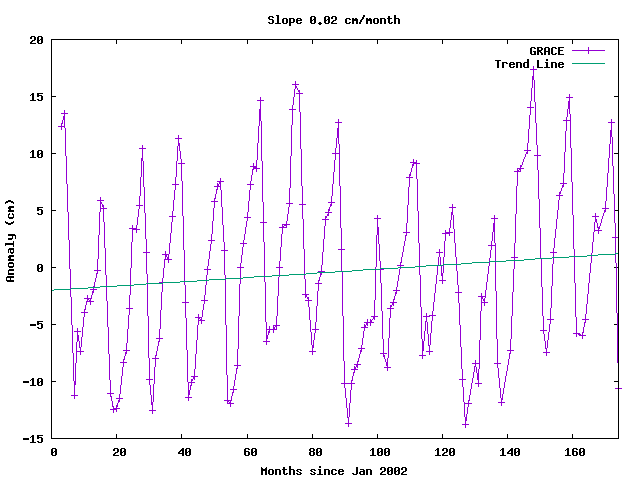 Slope 0.02 cm/month
20
15
10
5
0
-5
-10
-15
Anomaly (cm)
GRACE
Trend Line
0 20 40 60 80 100 120 140 160
Months since Jan 2002